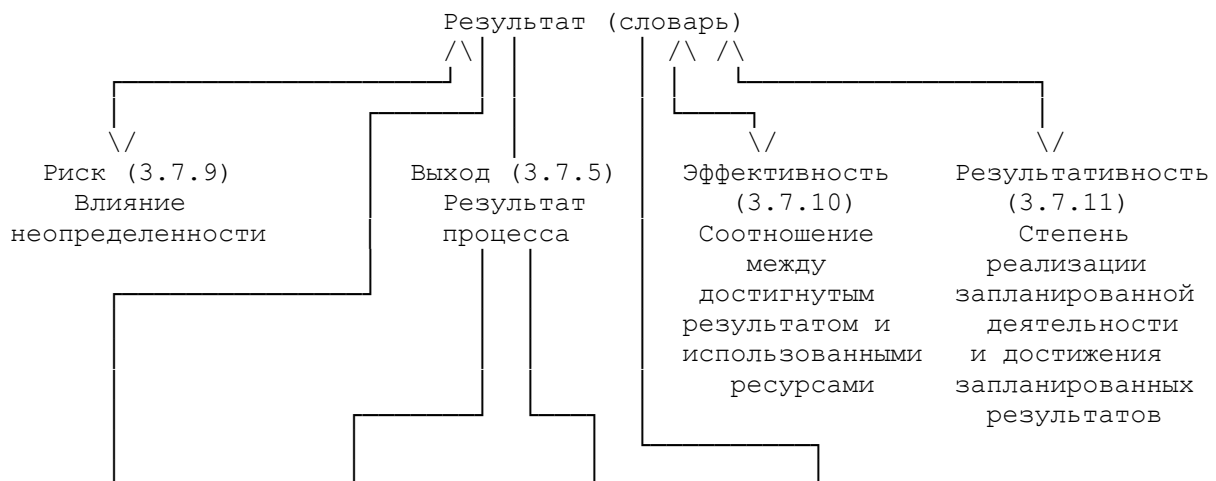 Результат (словарь)
Риск (3.7.9) Выход (3.7.5) Эффективность Результативность
Влияние Результат (3.7.10) (3.7.11)
неопределенности процесса Соотношение Степень
между реализации
достигнутым запланированной
результатом и деятельности
использованными и достижения
ресурсами запланированных
результатов